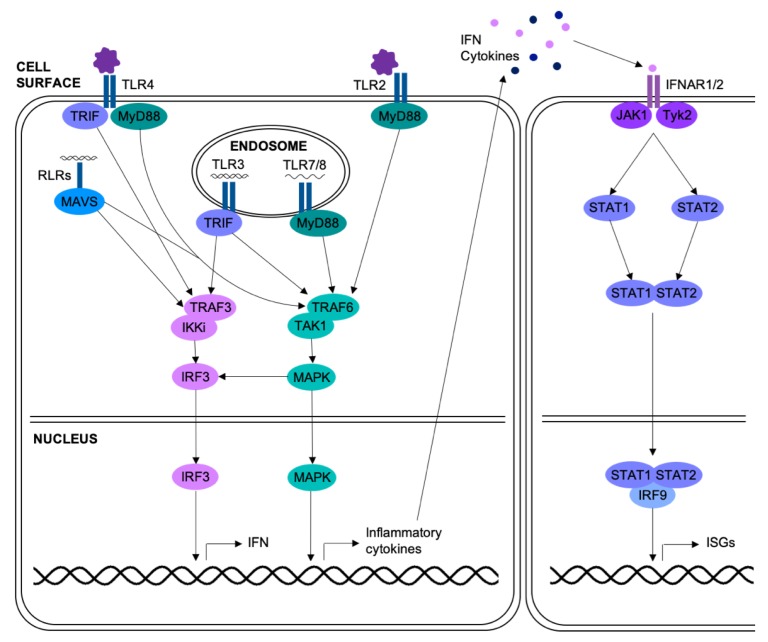 IFN
Cytokines
CELL
SURFACE
TLR4
TLR2
IFNAR1/2
TRIF
MyD88
MyD88
JAK1
Tyk2
ENDOSOME
TLR3
TLR7/8
RLRs
MAVS
TRIF
MyD88
STAT1
STAT2
TRAF3
IKKi
TRAF6
TAK1
STAT1
STAT2
IRF3
MAPK
NUCLEUS
IRF3
MAPK
STAT1
STAT2
IRF9
IFN
Inflammatory
cytokines
ISGs